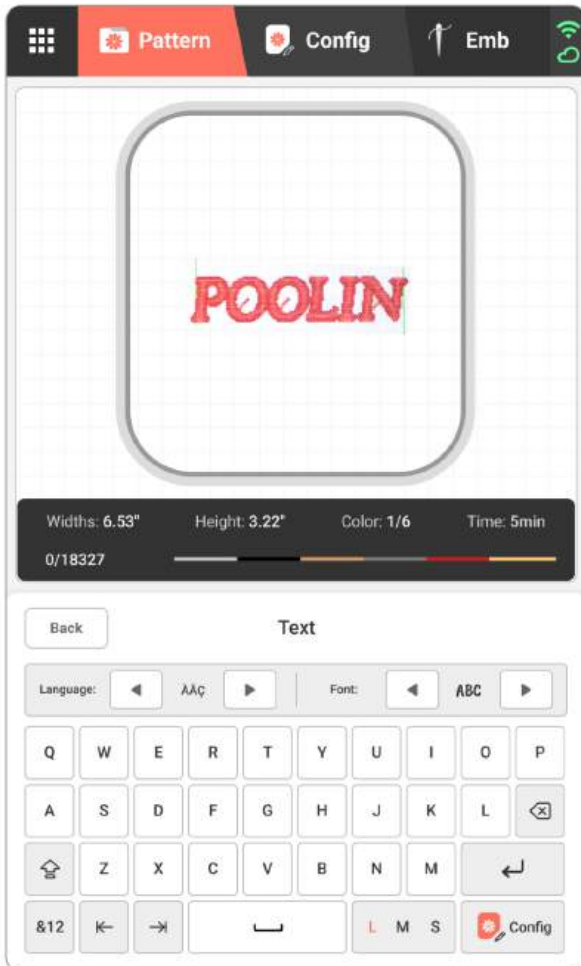 Pattern Config Emb
POOLIN
Widths: 6.53" Height: 3.22" Color: 1/6 Time: 5min
0/18327
Back Text
Language: ÀÄÇ Font: ABC
Q W E R T Y U I O P
A S D F G H J K L
Z X C V B N M
&12 L M S Config